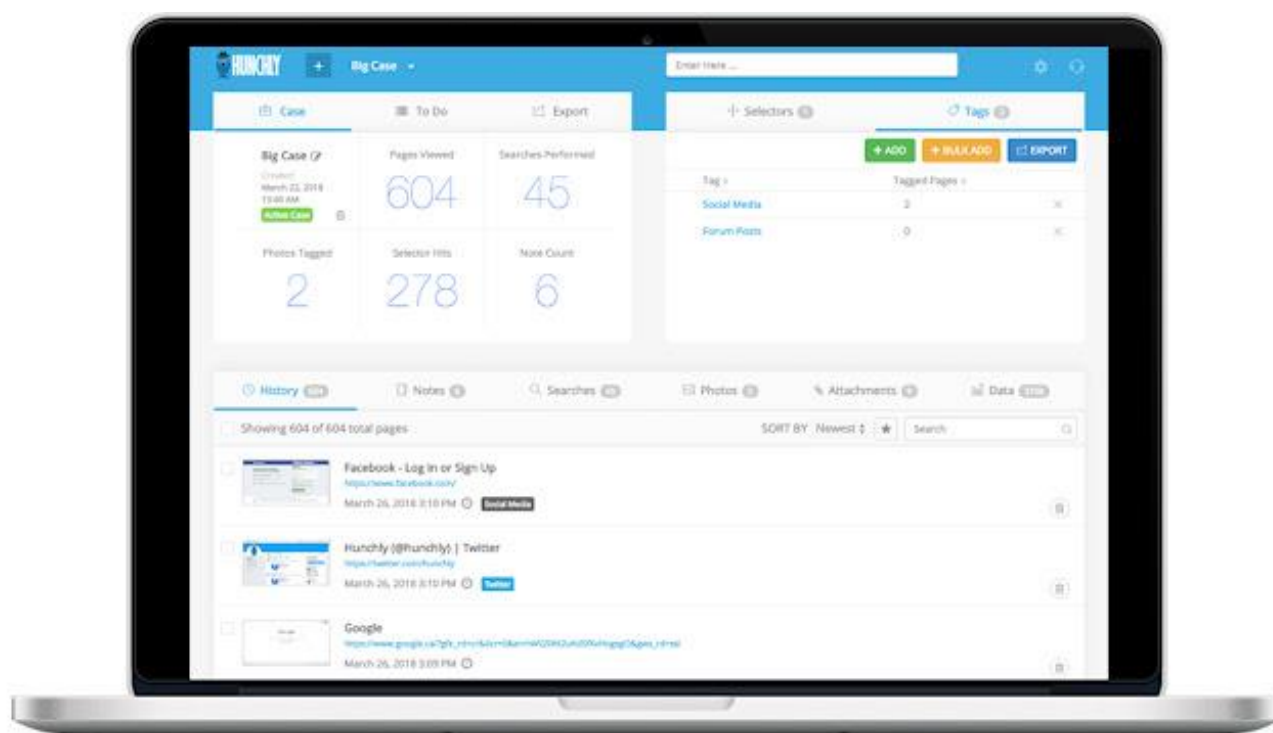 HUNCHLY + Big Case
Enter Here ...
Case To Do Export
Selectors
Tags
Big Case
Created
March 22, 2018
Active Case
Pages Viewed
604
Searches Performed
45
Photos Tagged
2
Selector Hits
278
Note Count
6
+ ADD + BULK ADD EXPORT
Tag Tagged Pages
Social Media 2
Forum Posts 0
History Notes Searches Photos Attachments Data
Showing 604 of 604 total pages
SORT BY Newest Search
Facebook - Log In or Sign Up
https://www.facebook.com/
March 26, 2018 3:10 PM Social Media
Hunchly (@hunchly) | Twitter
https://twitter.com/hunchly
March 26, 2018 3:10 PM Twitter
Google
March 26, 2018 3:09 PM